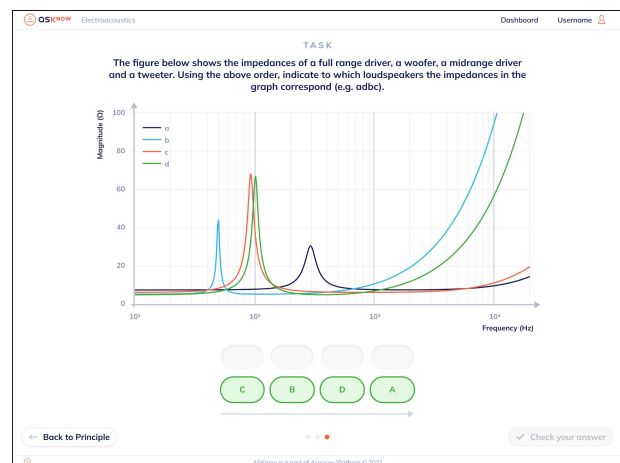 ASKNOW Electroacoustics Dashboard Username
TASK
The figure below shows the impedances of a full range driver, a woofer, a midrange driver
and a tweeter. Using the above order, indicate to which loudspeakers the impedances in the
graph correspond (e.g. adbc).
Magnitude (Ω)
100
80
60
40
20
0
a
b
c
d
10¹ 10² 10³ 10⁴
Frequency (Hz)
C B D A
← Back to Principle
Check your answer
ASKnow is a part of Acoucou Platform © 2021